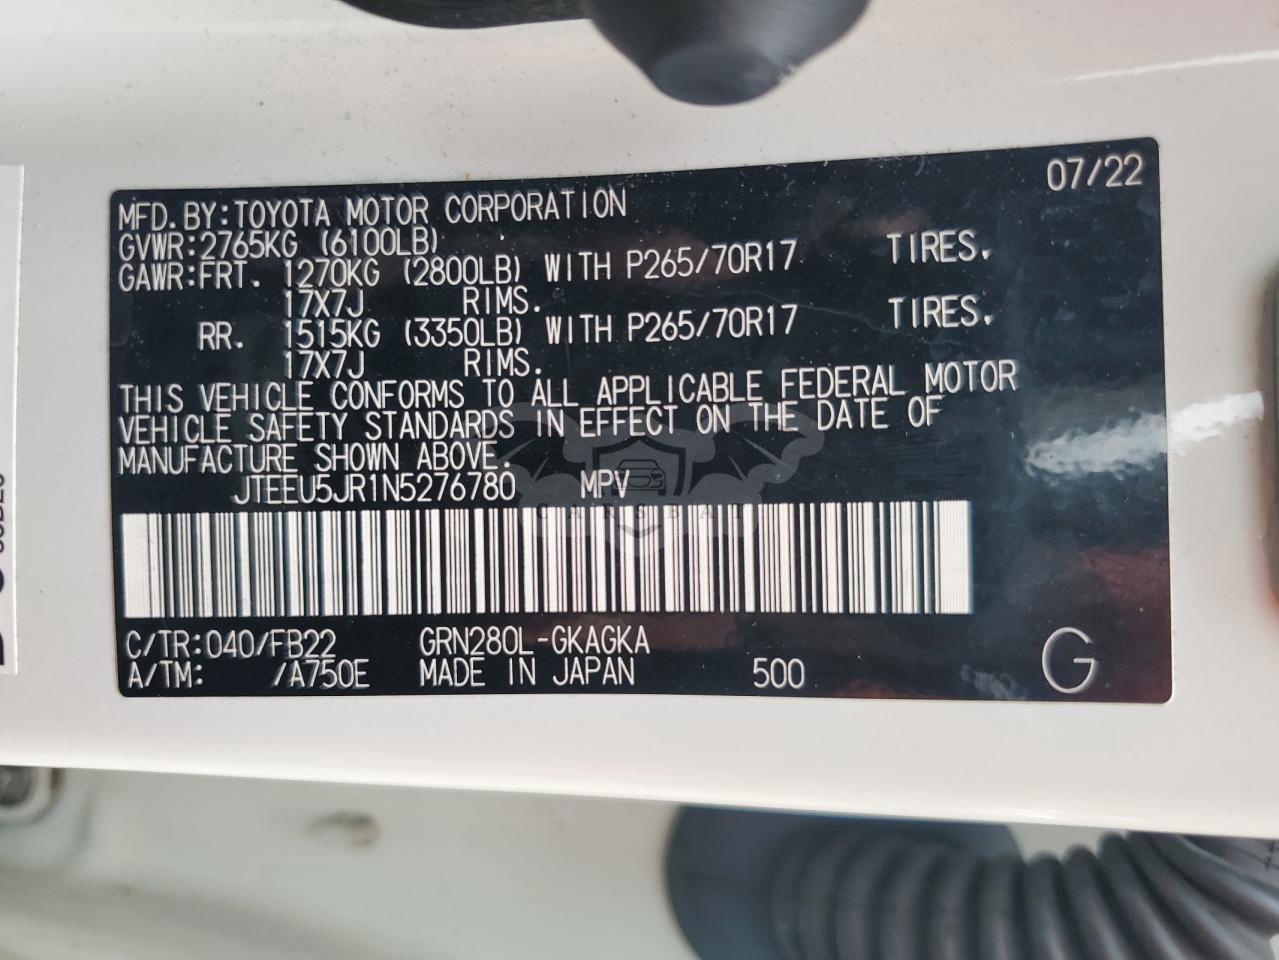 07/22
MFD.BY:TOYOTA MOTOR CORPORATION
GVWR:2765KG (6100LB)
GAWR:FRT. 1270KG (2800LB) WITH P265/70R17 TIRES.
17X7J RIMS.
RR. 1515KG (3350LB) WITH P265/70R17 TIRES.
17X7J RIMS.
THIS VEHICLE CONFORMS TO ALL APPLICABLE FEDERAL MOTOR
VEHICLE SAFETY STANDARDS IN EFFECT ON THE DATE OF
MANUFACTURE SHOWN ABOVE.
JTEEU5JR1N5276780 MPV
CARSBAT
C/TR:040/FB22 GRN280L-GKAGKA
A/TM: /A750E MADE IN JAPAN 500 G